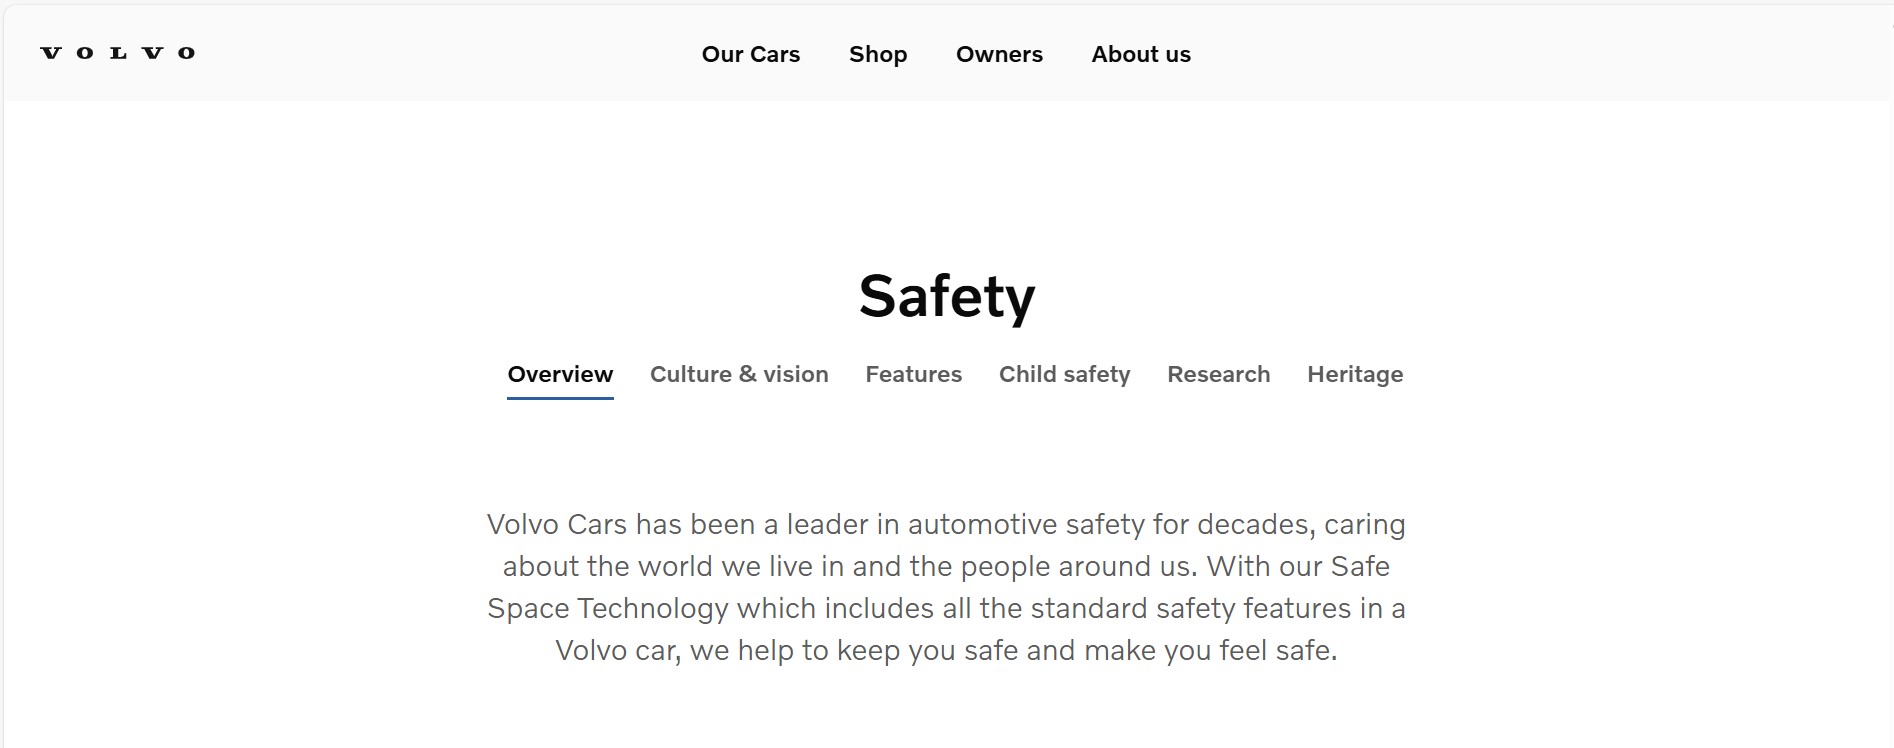 VOLVO
Our Cars Shop Owners About us
Safety
Overview Culture & vision Features Child safety Research Heritage
Volvo Cars has been a leader in automotive safety for decades, caring
about the world we live in and the people around us. With our Safe
Space Technology which includes all the standard safety features in a
Volvo car, we help to keep you safe and make you feel safe.